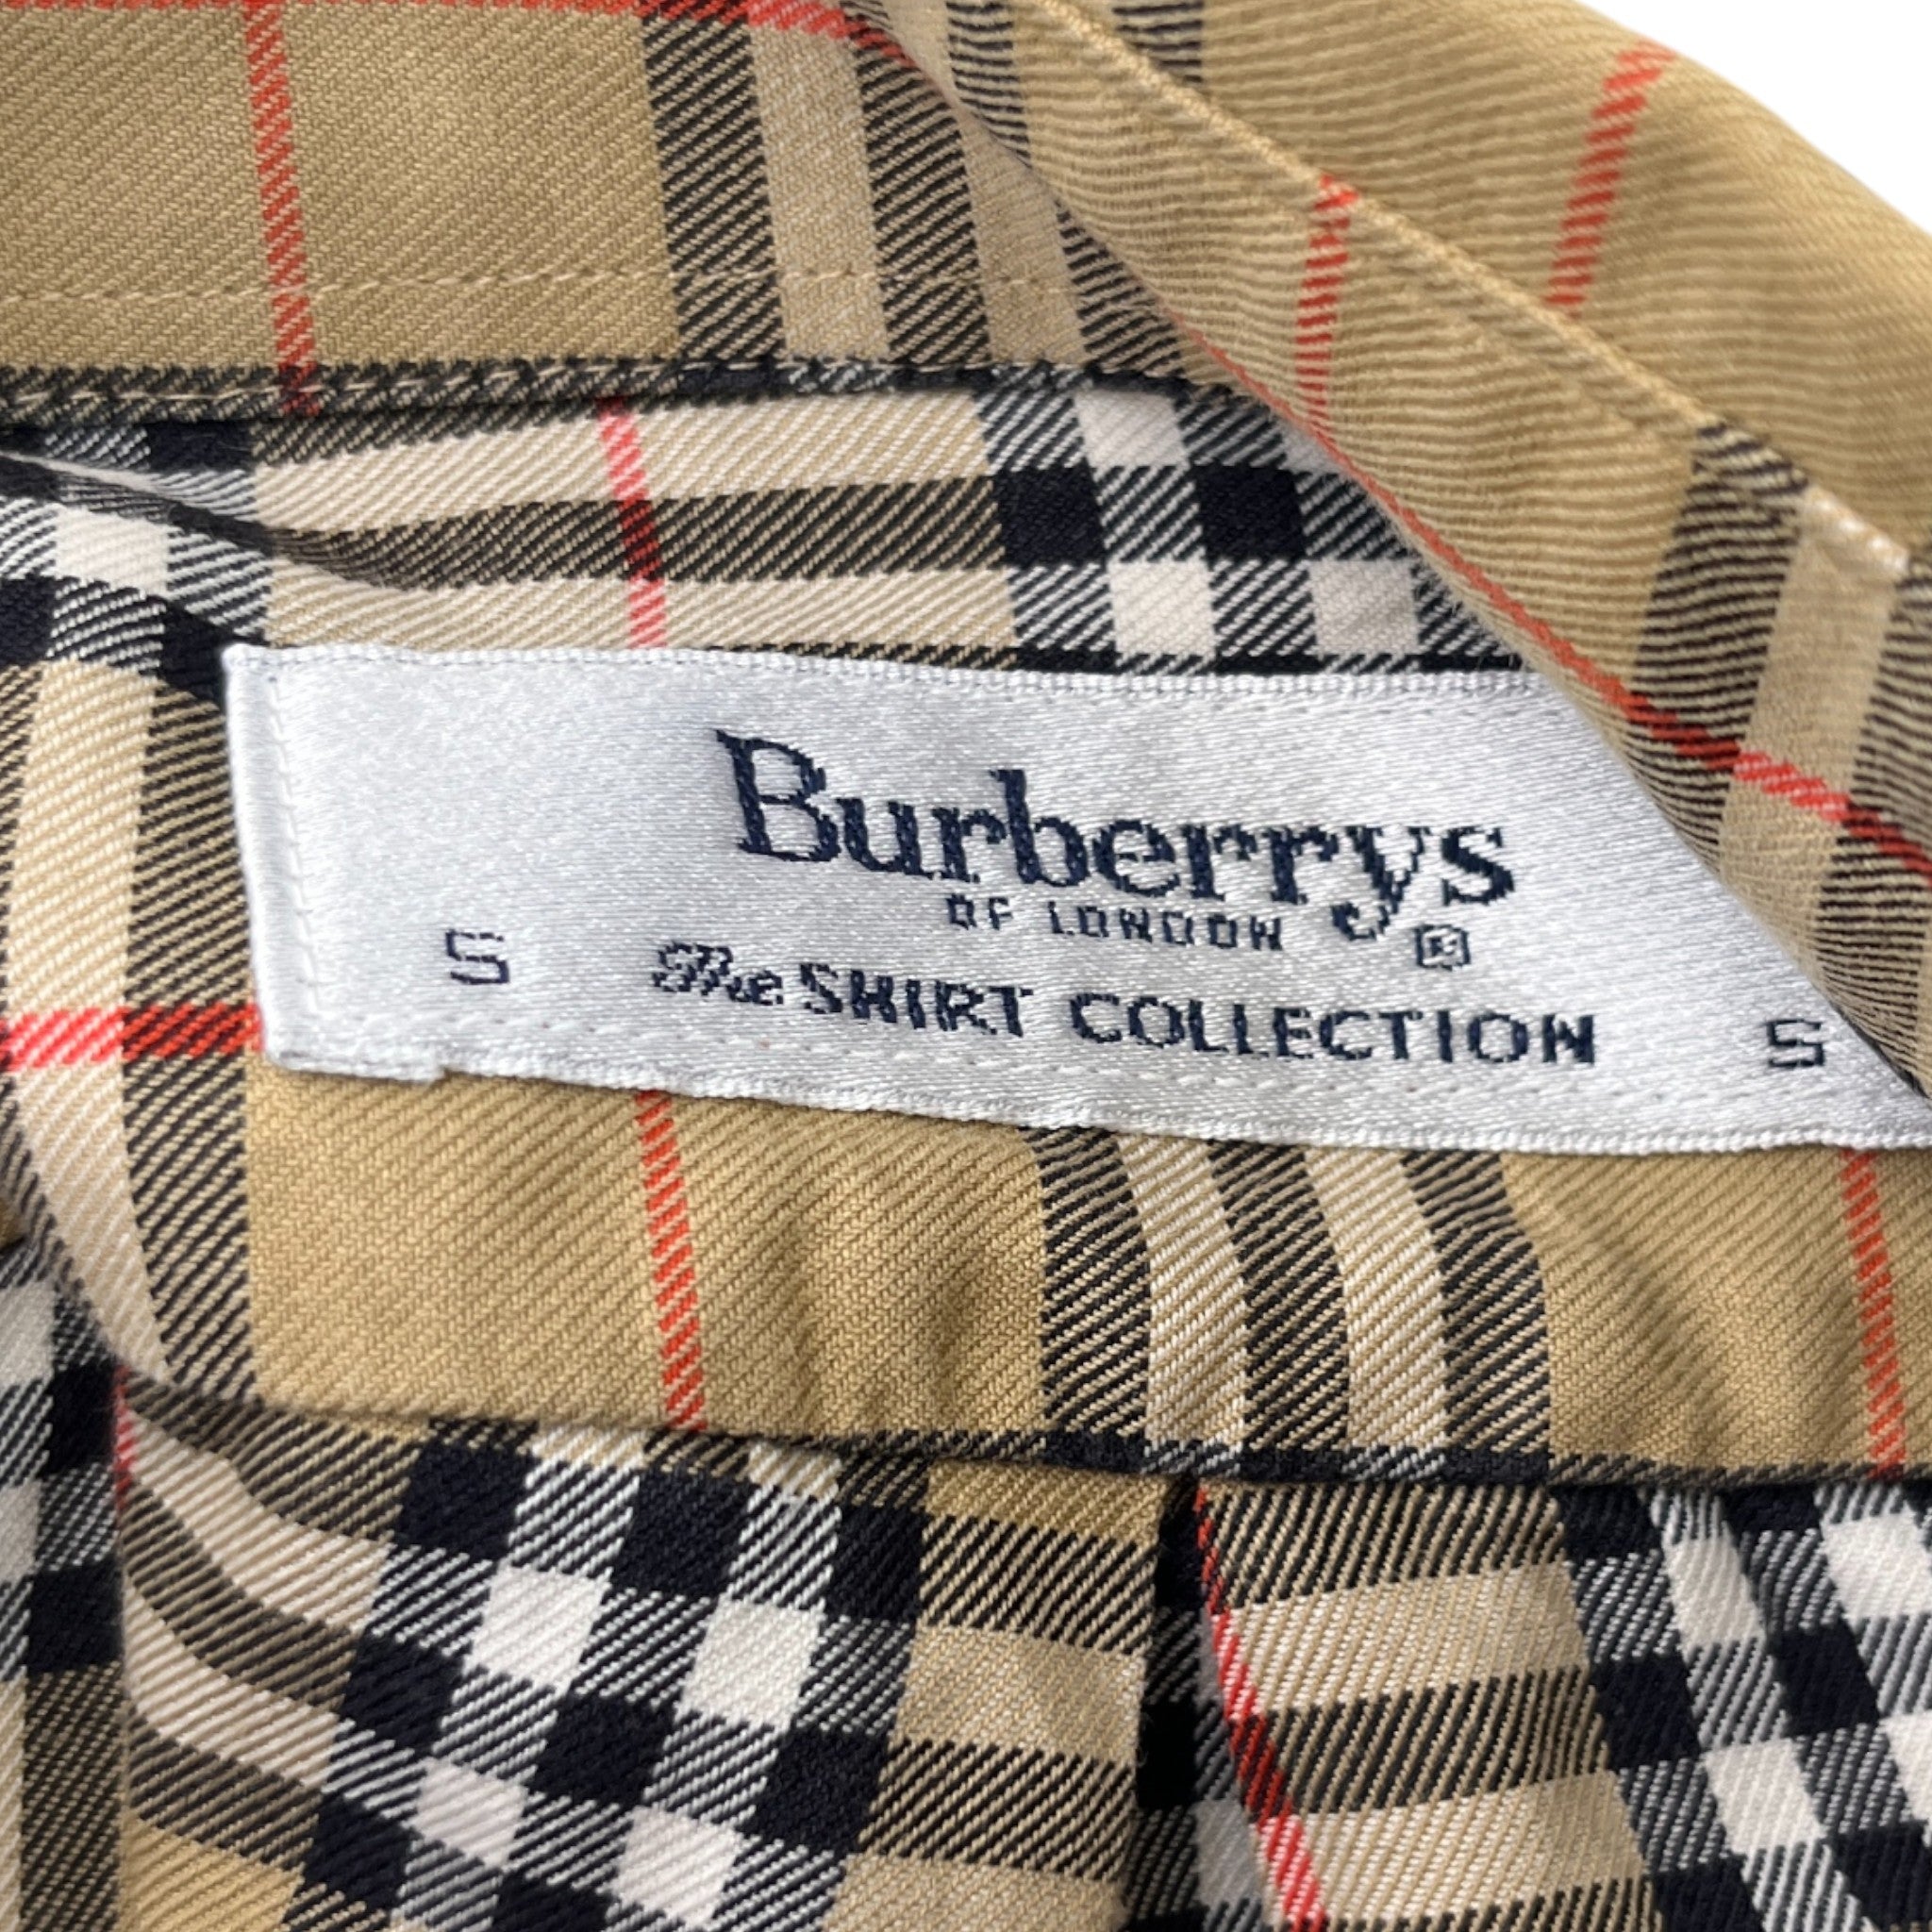 Burberrys
OF LONDON ®
S The SHIRT COLLECTION S